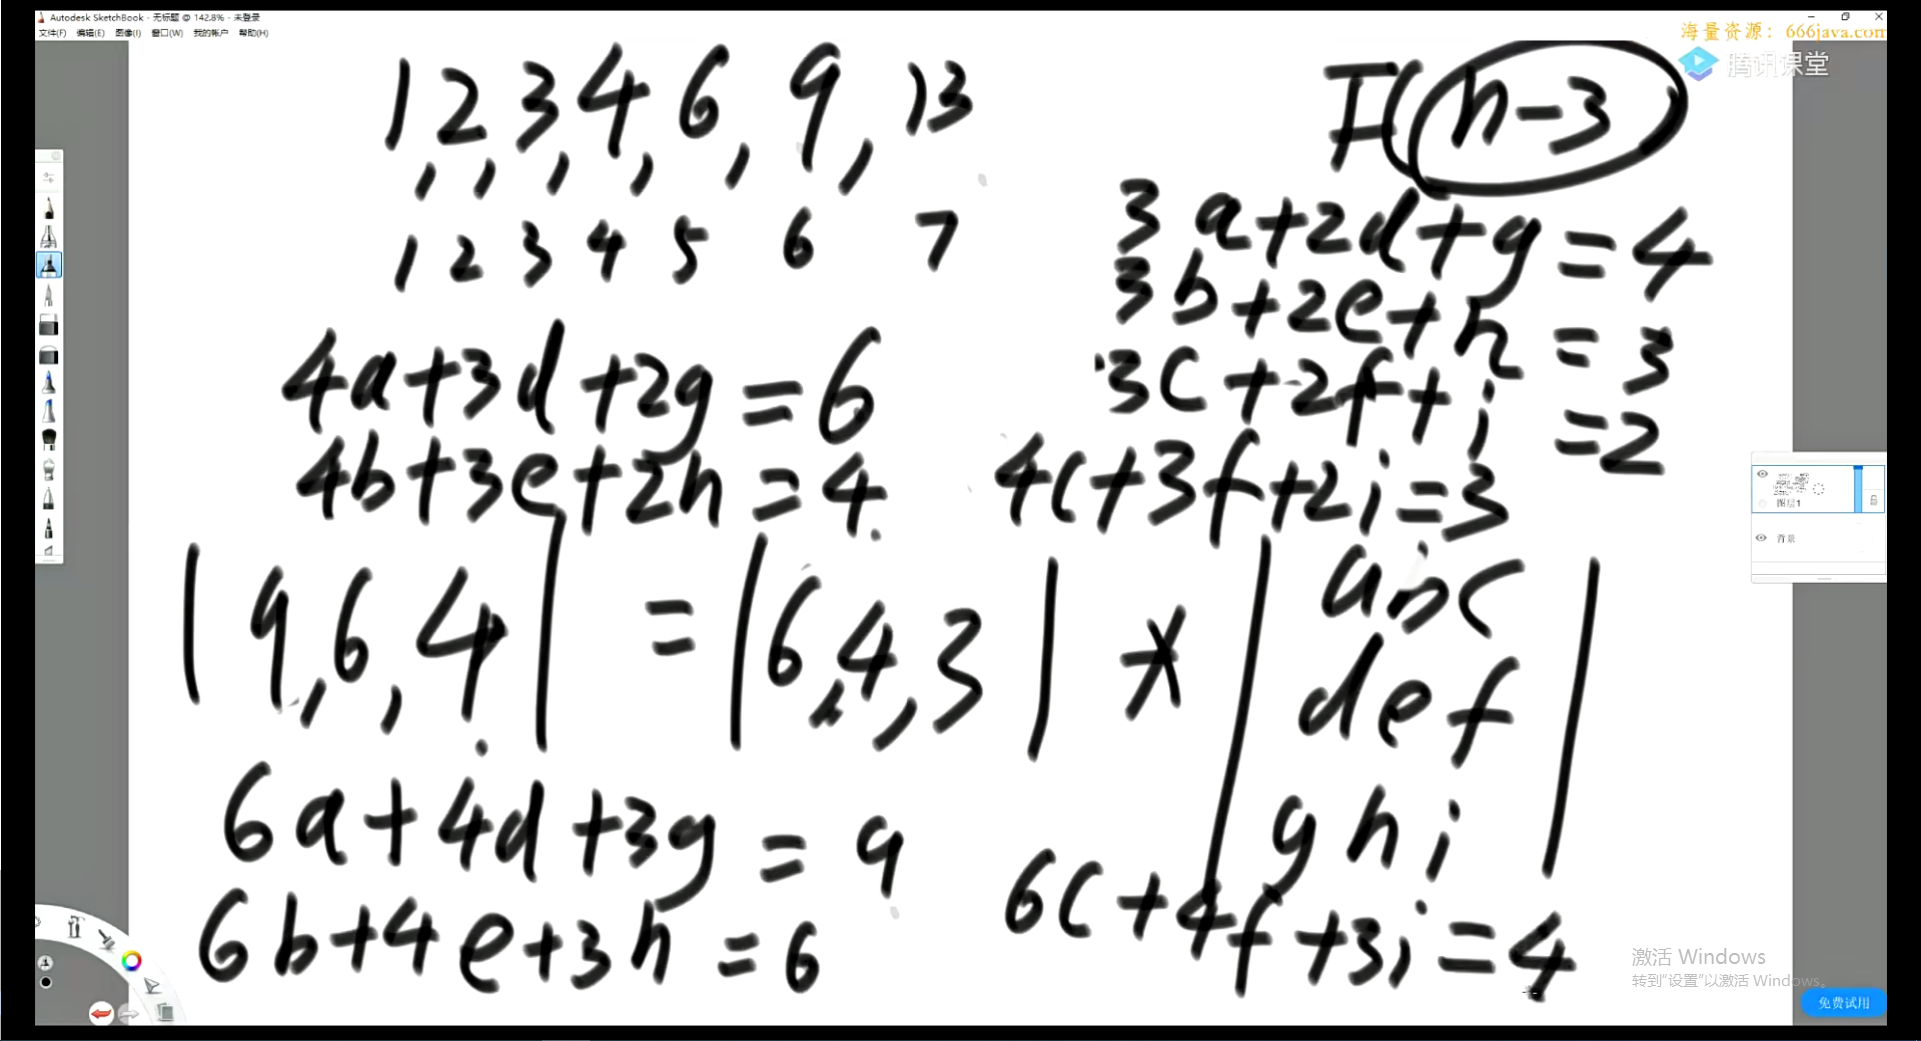 Autodesk SketchBook - 无标题 @ 142.8% - 未登录
文件(F) 编辑(E) 图像(I) 窗口(W) 我的帐户 帮助(H)
海量资源：666java.com
腾讯课堂
1, 2, 3, 4, 6, 9, 13
F(n-3)
1 2 3 4 5 6 7
3a+2d+g=4
3b+2e+h=3
3c+2f+i=2
4a+3d+2g=6
4b+3e+2h=4
4c+3f+2i=3
|9,6,4| = |6,4,3| * |a b c
d e f
g h i|
6a+4d+3g=9
6b+4e+3h=6
6c+4f+3i=4
图层1
背景
激活 Windows
转到"设置"以激活 Windows。
免费试用